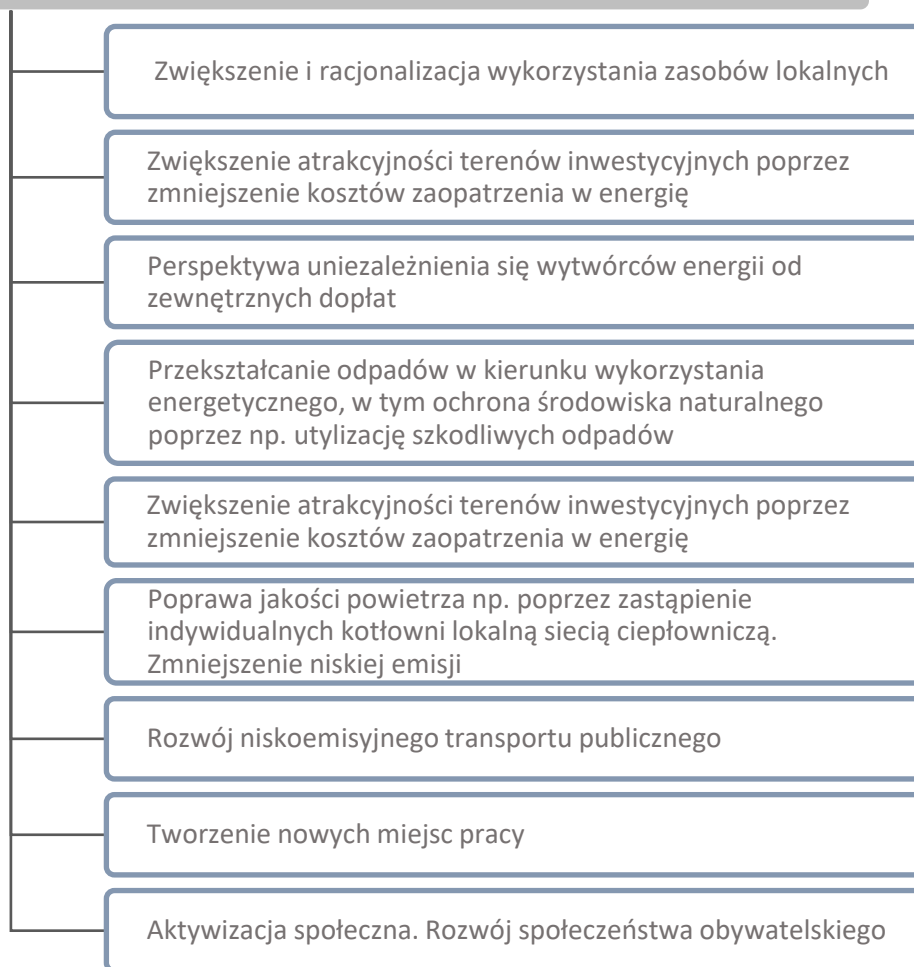 Zwiększenie i racjonalizacja wykorzystania zasobów lokalnych
Zwiększenie atrakcyjności terenów inwestycyjnych poprzez
zmniejszenie kosztów zaopatrzenia w energię
Perspektywa uniezależnienia się wytwórców energii od
zewnętrznych dopłat
Przekształcanie odpadów w kierunku wykorzystania
energetycznego, w tym ochrona środowiska naturalnego
poprzez np. utylizację szkodliwych odpadów
Zwiększenie atrakcyjności terenów inwestycyjnych poprzez
zmniejszenie kosztów zaopatrzenia w energię
Poprawa jakości powietrza np. poprzez zastąpienie
indywidualnych kotłowni lokalną siecią ciepłowniczą.
Zmniejszenie niskiej emisji
Rozwój niskoemisyjnego transportu publicznego
Tworzenie nowych miejsc pracy
Aktywizacja społeczna. Rozwój społeczeństwa obywatelskiego